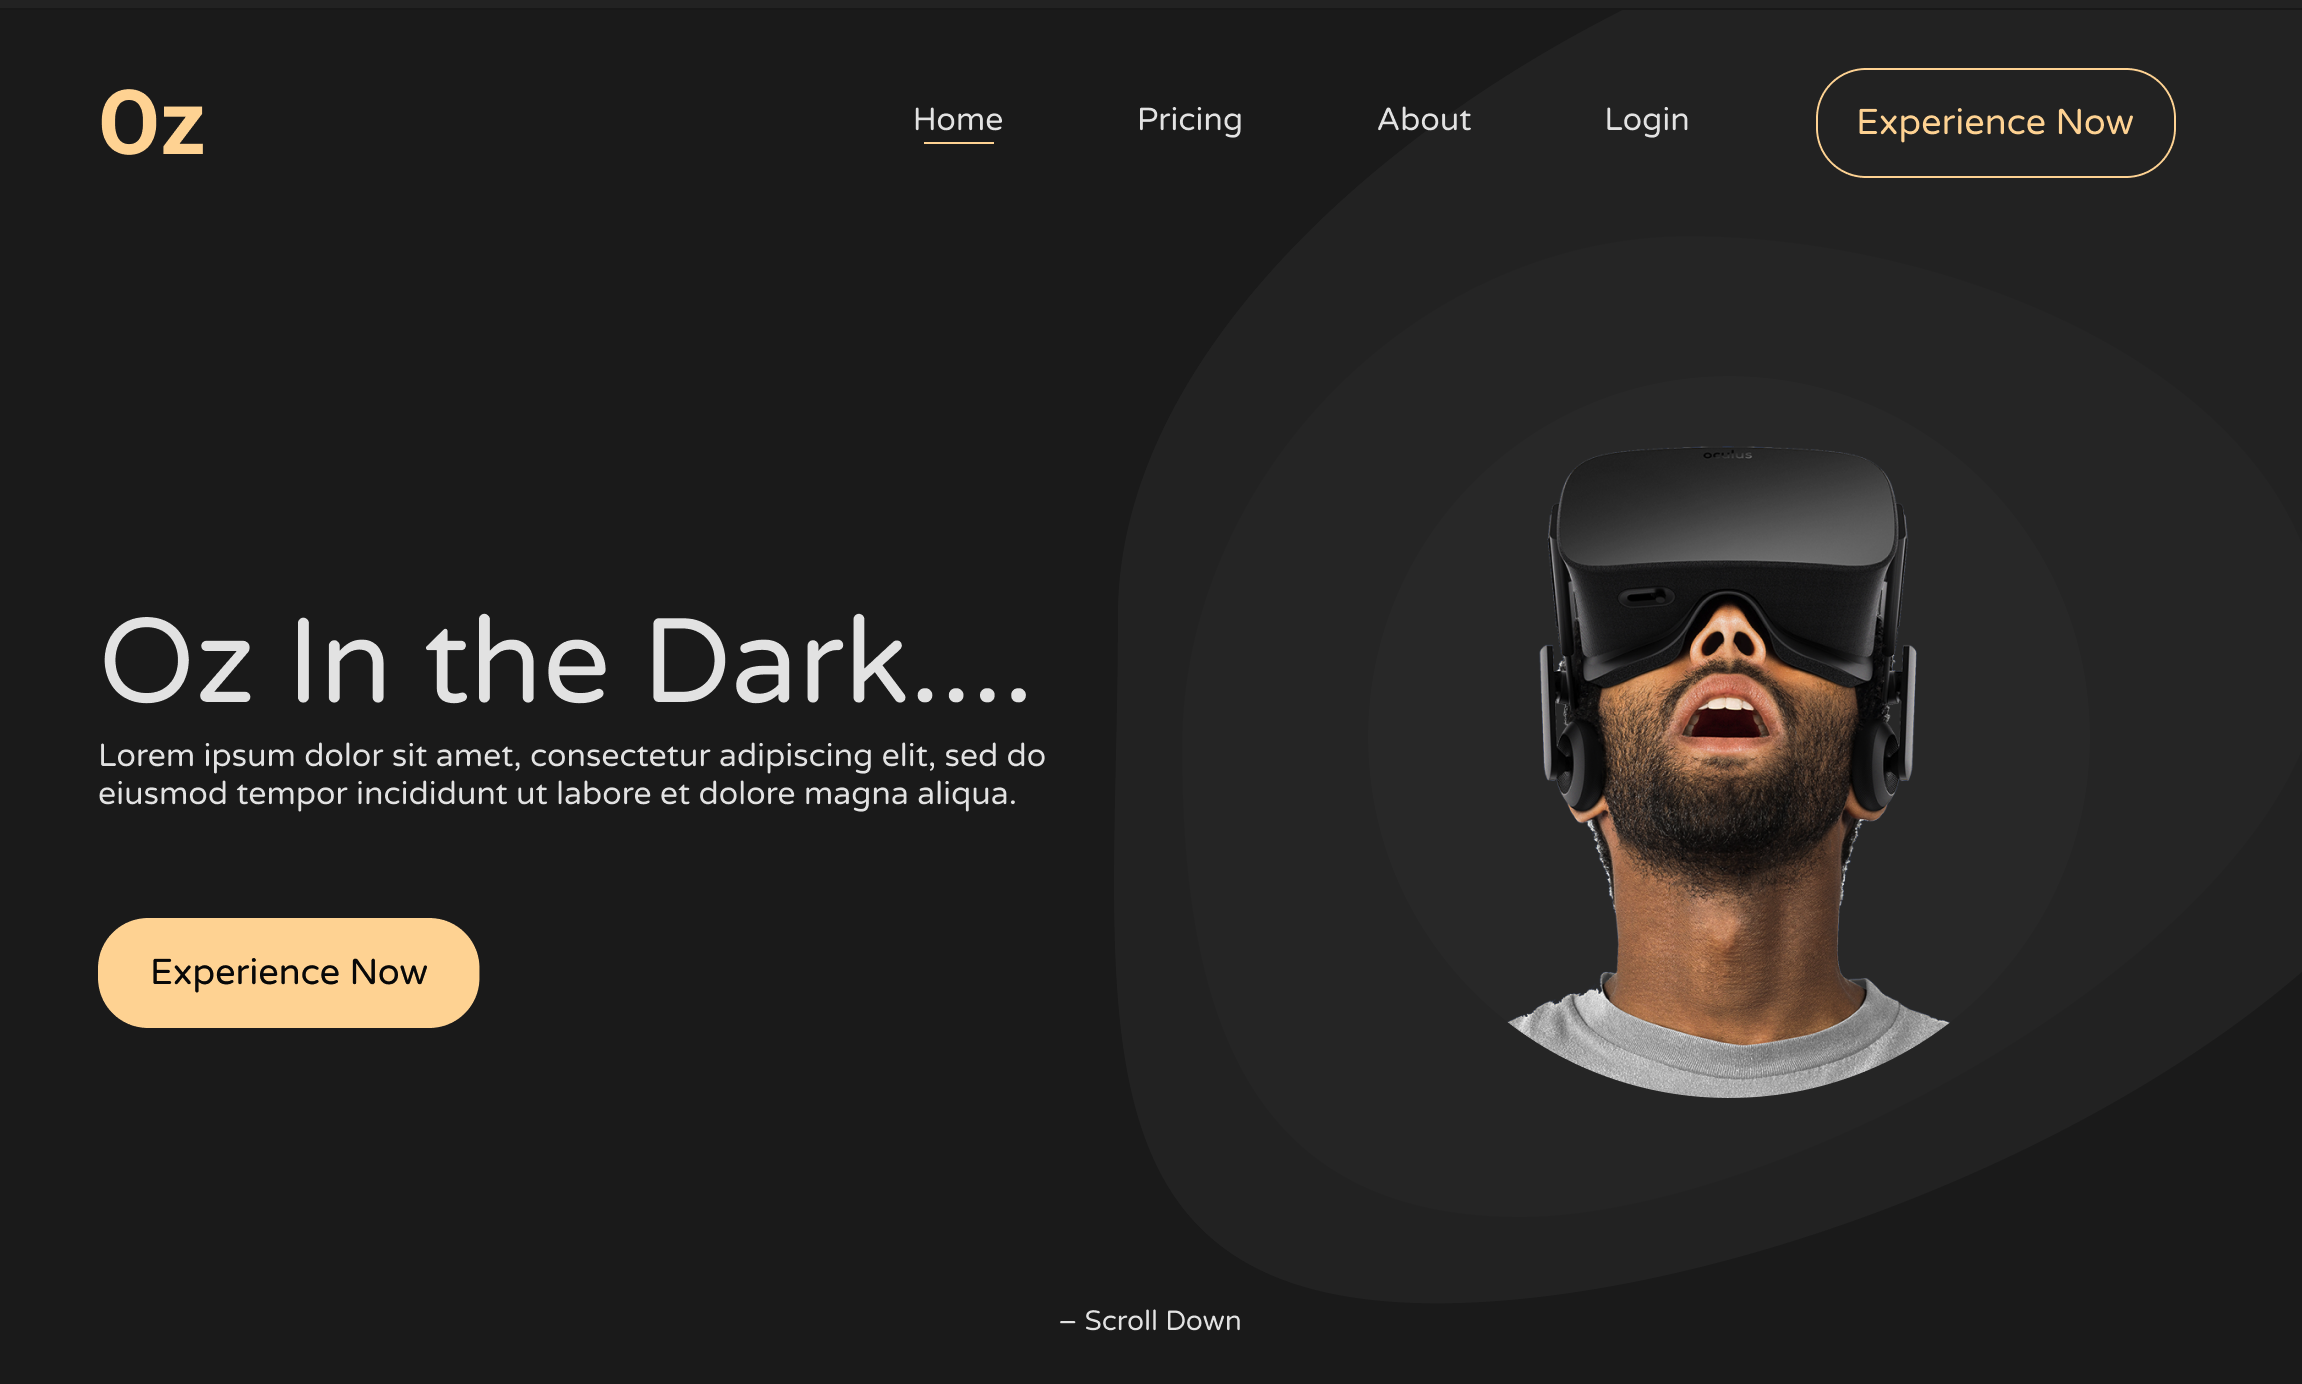 Oz
Home Pricing About Login Experience Now
oculus
Oz In the Dark....
Lorem ipsum dolor sit amet, consectetur adipiscing elit, sed do
eiusmod tempor incididunt ut labore et dolore magna aliqua.
Experience Now
– Scroll Down